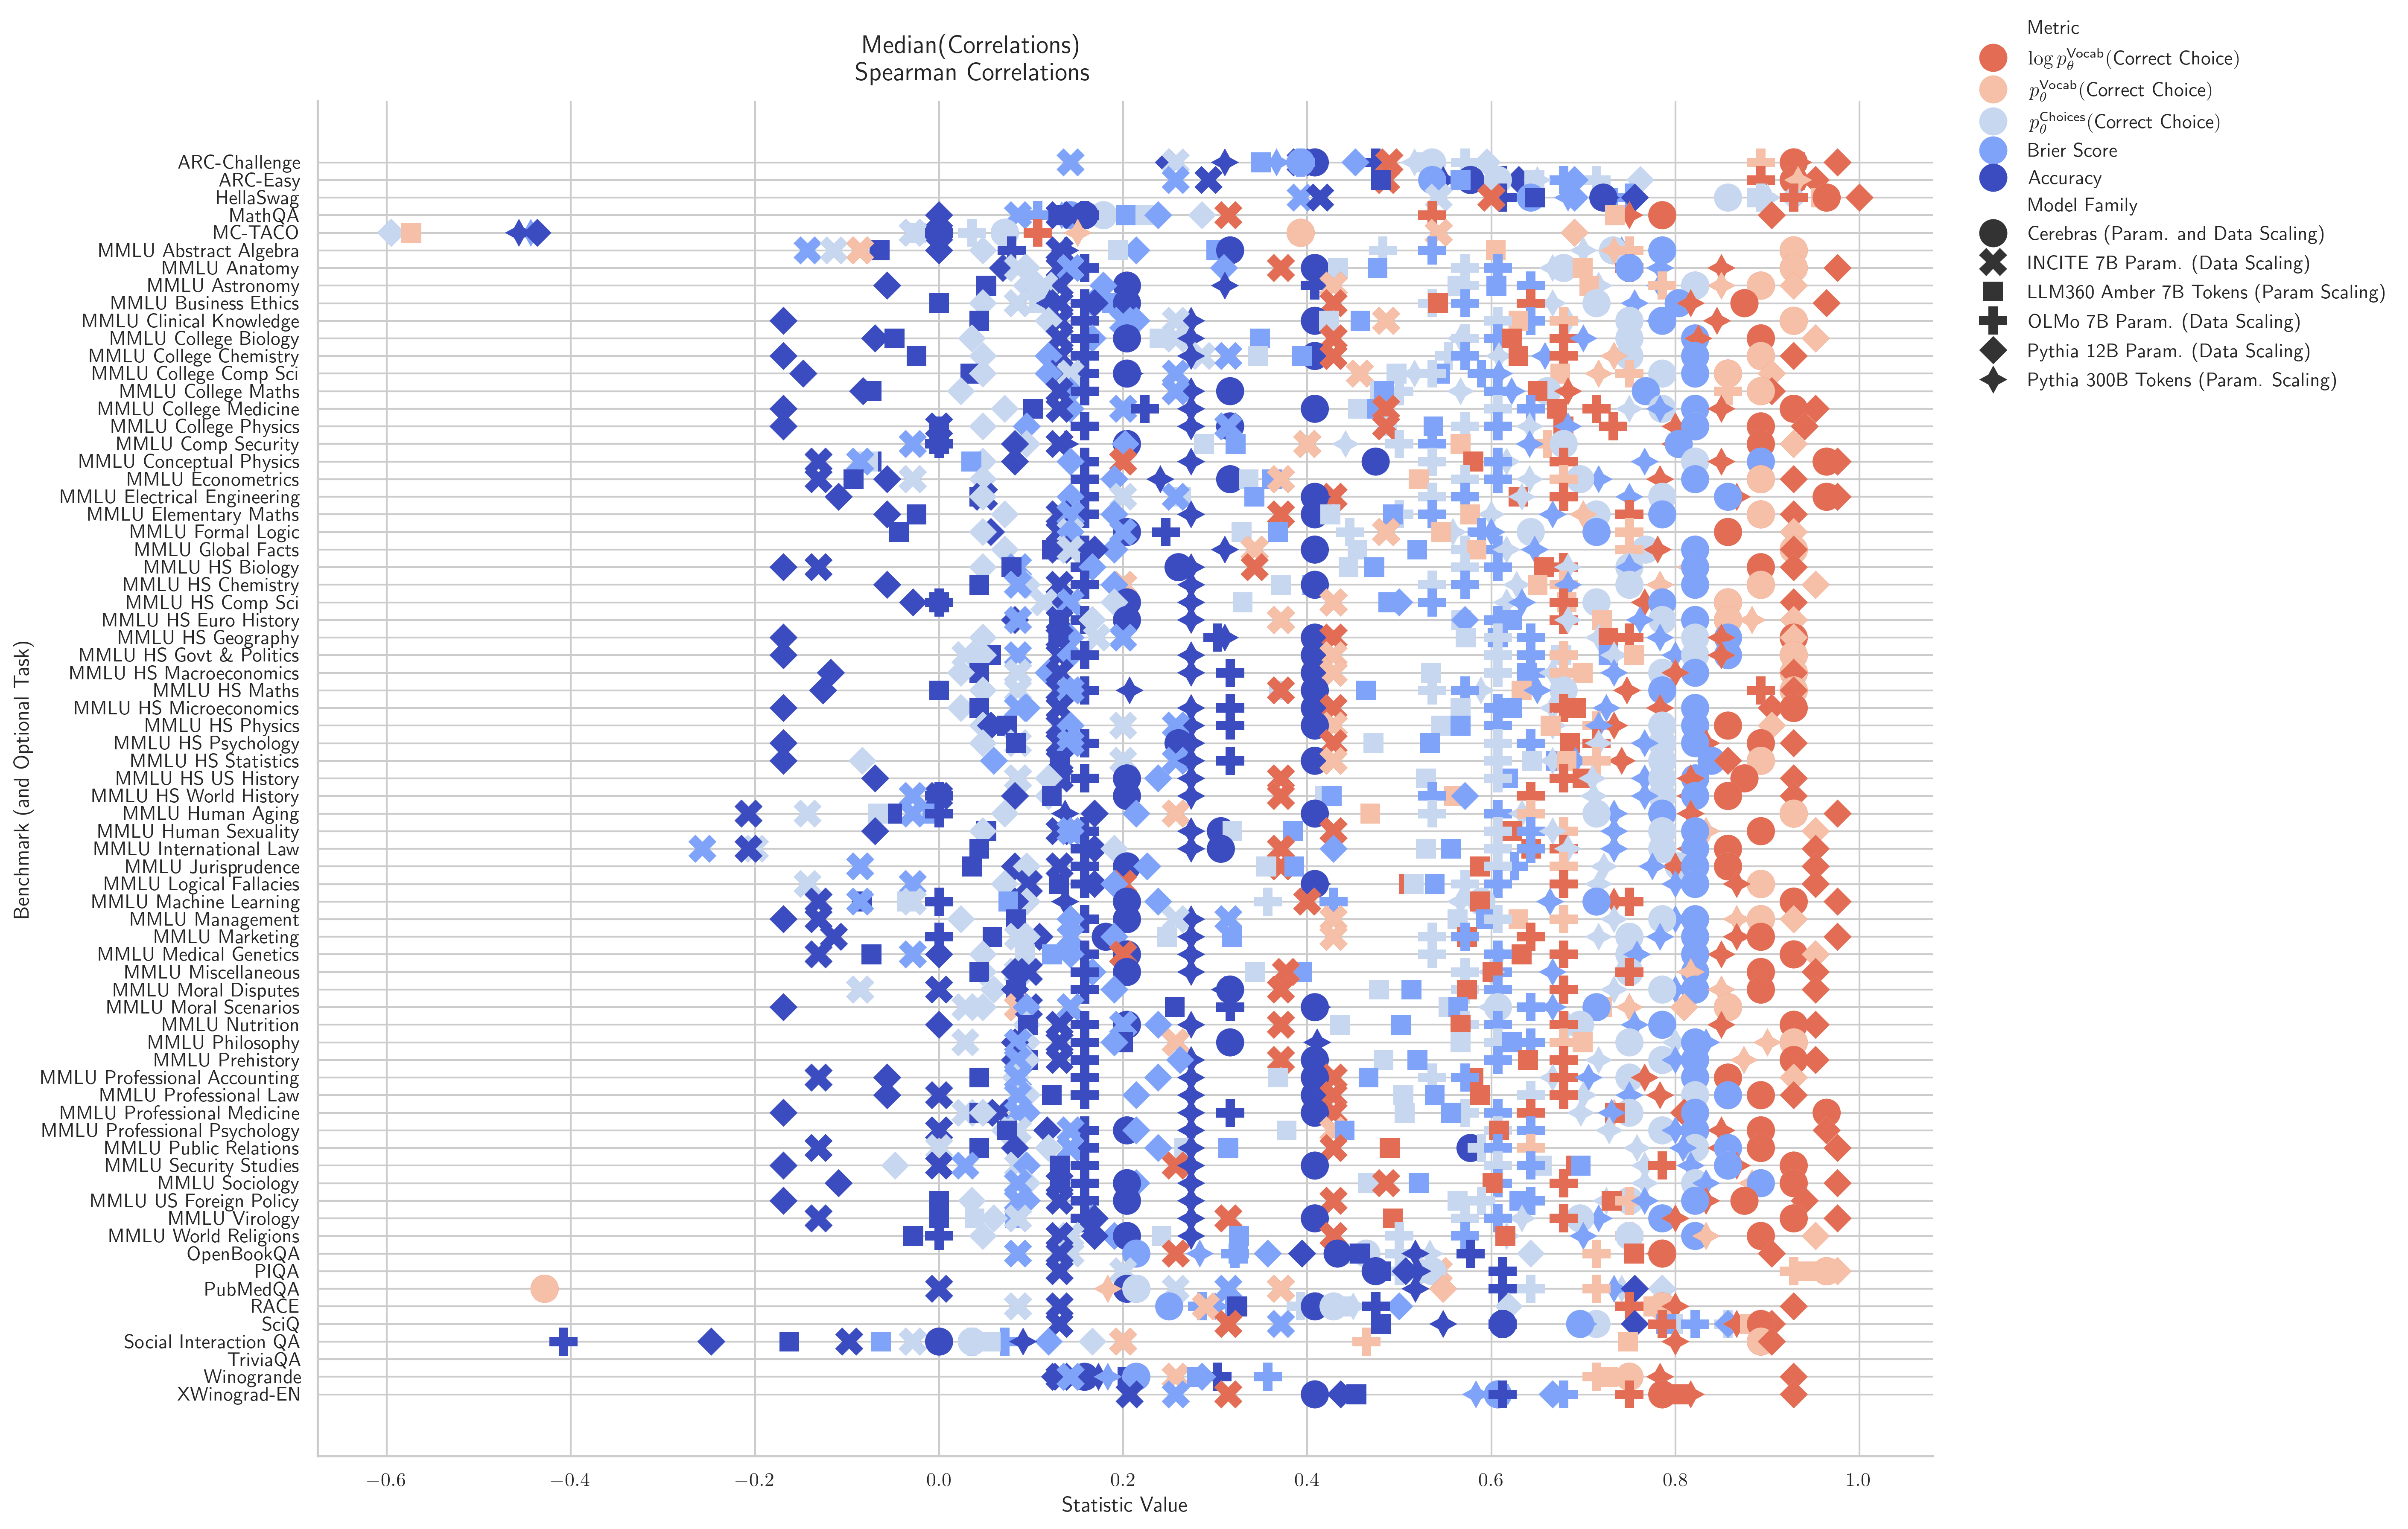 Median(Correlations)
Spearman Correlations
Metric
log p_θ^Vocab(Correct Choice)
p_θ^Vocab(Correct Choice)
p_θ^Choices(Correct Choice)
Brier Score
Accuracy
Model Family
Cerebras (Param. and Data Scaling)
INCITE 7B Param. (Data Scaling)
LLM360 Amber 7B Tokens (Param Scaling)
OLMo 7B Param. (Data Scaling)
Pythia 12B Param. (Data Scaling)
Pythia 300B Tokens (Param. Scaling)
Benchmark (and Optional Task)
ARC-Challenge
ARC-Easy
HellaSwag
MathQA
MC-TACO
MMLU Abstract Algebra
MMLU Anatomy
MMLU Astronomy
MMLU Business Ethics
MMLU Clinical Knowledge
MMLU College Biology
MMLU College Chemistry
MMLU College Comp Sci
MMLU College Maths
MMLU College Medicine
MMLU College Physics
MMLU Comp Security
MMLU Conceptual Physics
MMLU Econometrics
MMLU Electrical Engineering
MMLU Elementary Maths
MMLU Formal Logic
MMLU Global Facts
MMLU HS Biology
MMLU HS Chemistry
MMLU HS Comp Sci
MMLU HS Euro History
MMLU HS Geography
MMLU HS Govt & Politics
MMLU HS Macroeconomics
MMLU HS Maths
MMLU HS Microeconomics
MMLU HS Physics
MMLU HS Psychology
MMLU HS Statistics
MMLU HS US History
MMLU HS World History
MMLU Human Aging
MMLU Human Sexuality
MMLU International Law
MMLU Jurisprudence
MMLU Logical Fallacies
MMLU Machine Learning
MMLU Management
MMLU Marketing
MMLU Medical Genetics
MMLU Miscellaneous
MMLU Moral Disputes
MMLU Moral Scenarios
MMLU Nutrition
MMLU Philosophy
MMLU Prehistory
MMLU Professional Accounting
MMLU Professional Law
MMLU Professional Medicine
MMLU Professional Psychology
MMLU Public Relations
MMLU Security Studies
MMLU Sociology
MMLU US Foreign Policy
MMLU Virology
MMLU World Religions
OpenBookQA
PIQA
PubMedQA
RACE
SciQ
Social Interaction QA
TriviaQA
Winogrande
XWinograd-EN
−0.6 −0.4 −0.2 0.0 0.2 0.4 0.6 0.8 1.0
Statistic Value